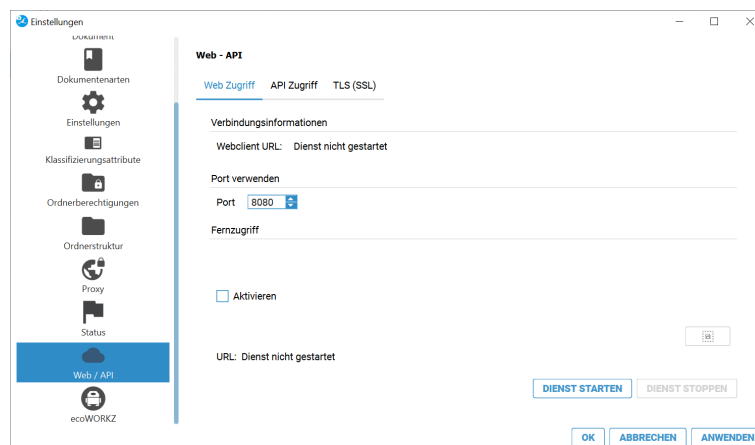 Einstellungen
Dokument
Dokumentenarten
Einstellungen
Klassifizierungsattribute
Ordnerberechtigungen
Ordnerstruktur
Proxy
Status
Web / API
ecoWORKZ
Web - API
Web Zugriff API Zugriff TLS (SSL)
Verbindungsinformationen
Webclient URL: Dienst nicht gestartet
Port verwenden
Port 8080
Fernzugriff
Aktivieren
URL: Dienst nicht gestartet
DIENST STARTEN DIENST STOPPEN
OK ABBRECHEN ANWENDEN